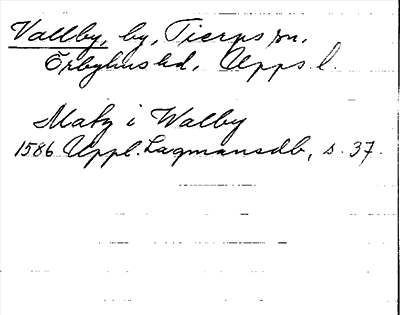 Vallby, by, Tierps sn,
Örbyhus hd, Upps. l.
Matz i Walby
1586 Uppl. Lagmansdb, s. 37.